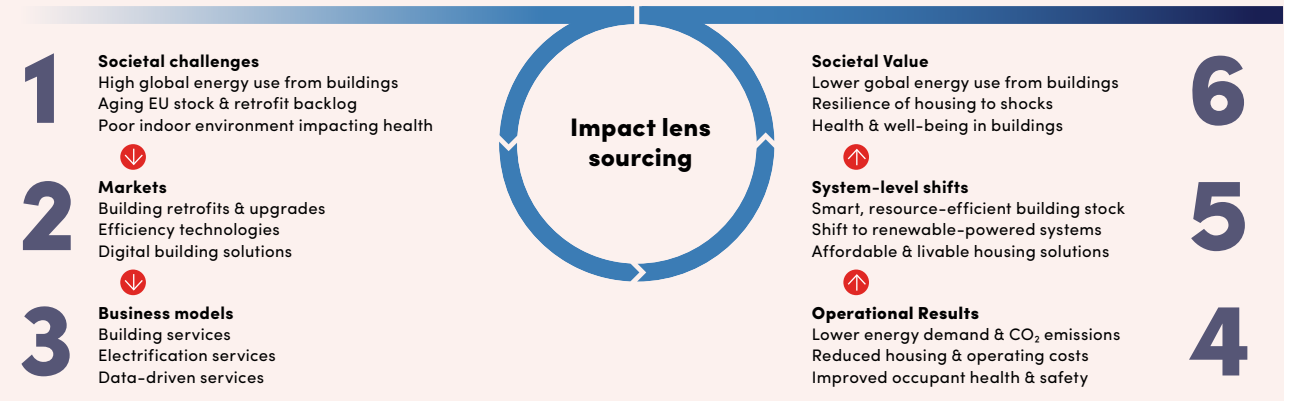 1
Societal challenges
High global energy use from buildings
Aging EU stock & retrofit backlog
Poor indoor environment impacting health
2
Markets
Building retrofits & upgrades
Efficiency technologies
Digital building solutions
3
Business models
Building services
Electrification services
Data-driven services
Impact lens
sourcing
Societal Value
Lower gobal energy use from buildings
Resilience of housing to shocks
Health & well-being in buildings
6
System-level shifts
Smart, resource-efficient building stock
Shift to renewable-powered systems
Affordable & livable housing solutions
5
Operational Results
Lower energy demand & CO₂ emissions
Reduced housing & operating costs
Improved occupant health & safety
4